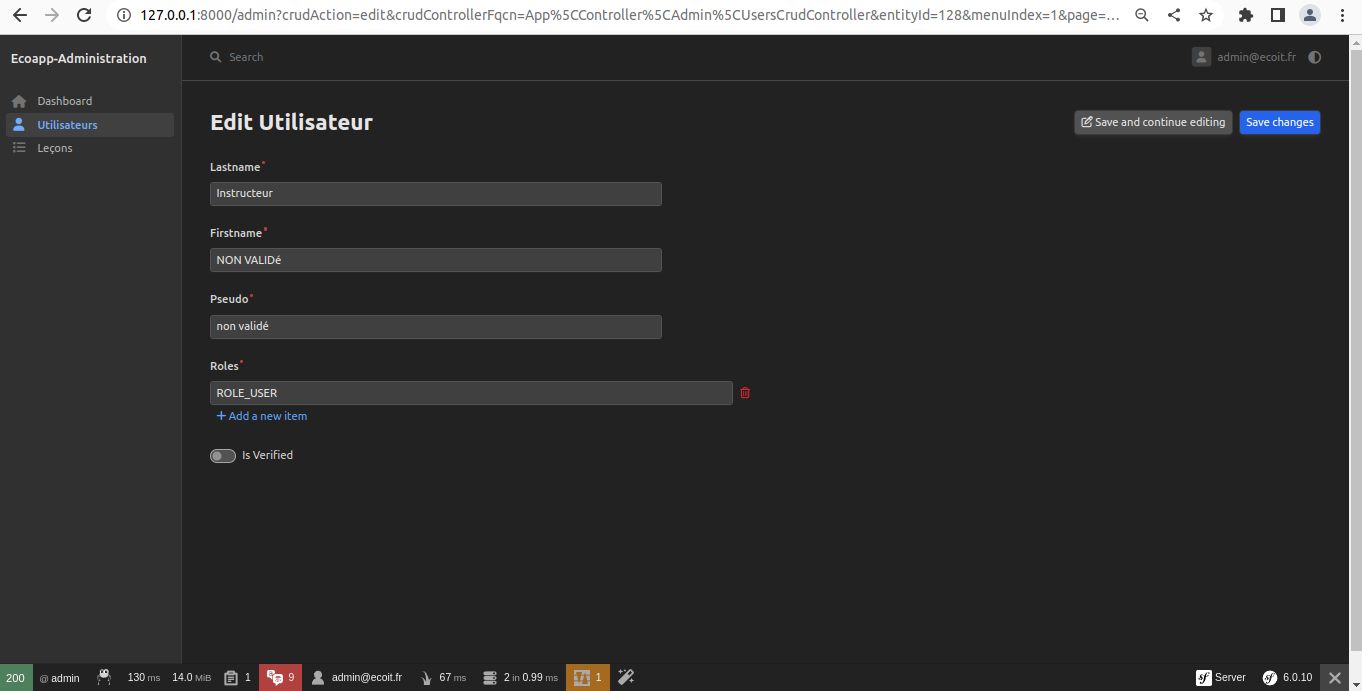 127.0.0.1:8000/admin?crudAction=edit&crudControllerFqcn=App%5CController%5CAdmin%5CUsersCrudController&entityId=128&menuIndex=1&page=...
Ecoapp-Administration
Search
admin@ecoit.fr
Dashboard
Utilisateurs
Leçons
Edit Utilisateur
Save and continue editing
Save changes
Lastname*
Instructeur
Firstname*
NON VALIDé
Pseudo*
non validé
Roles*
ROLE_USER
+ Add a new item
Is Verified
200 @ admin 130 ms 14.0 MiB 1 9 admin@ecoit.fr 67 ms 2 in 0.99 ms 1 sf Server sf 6.0.10